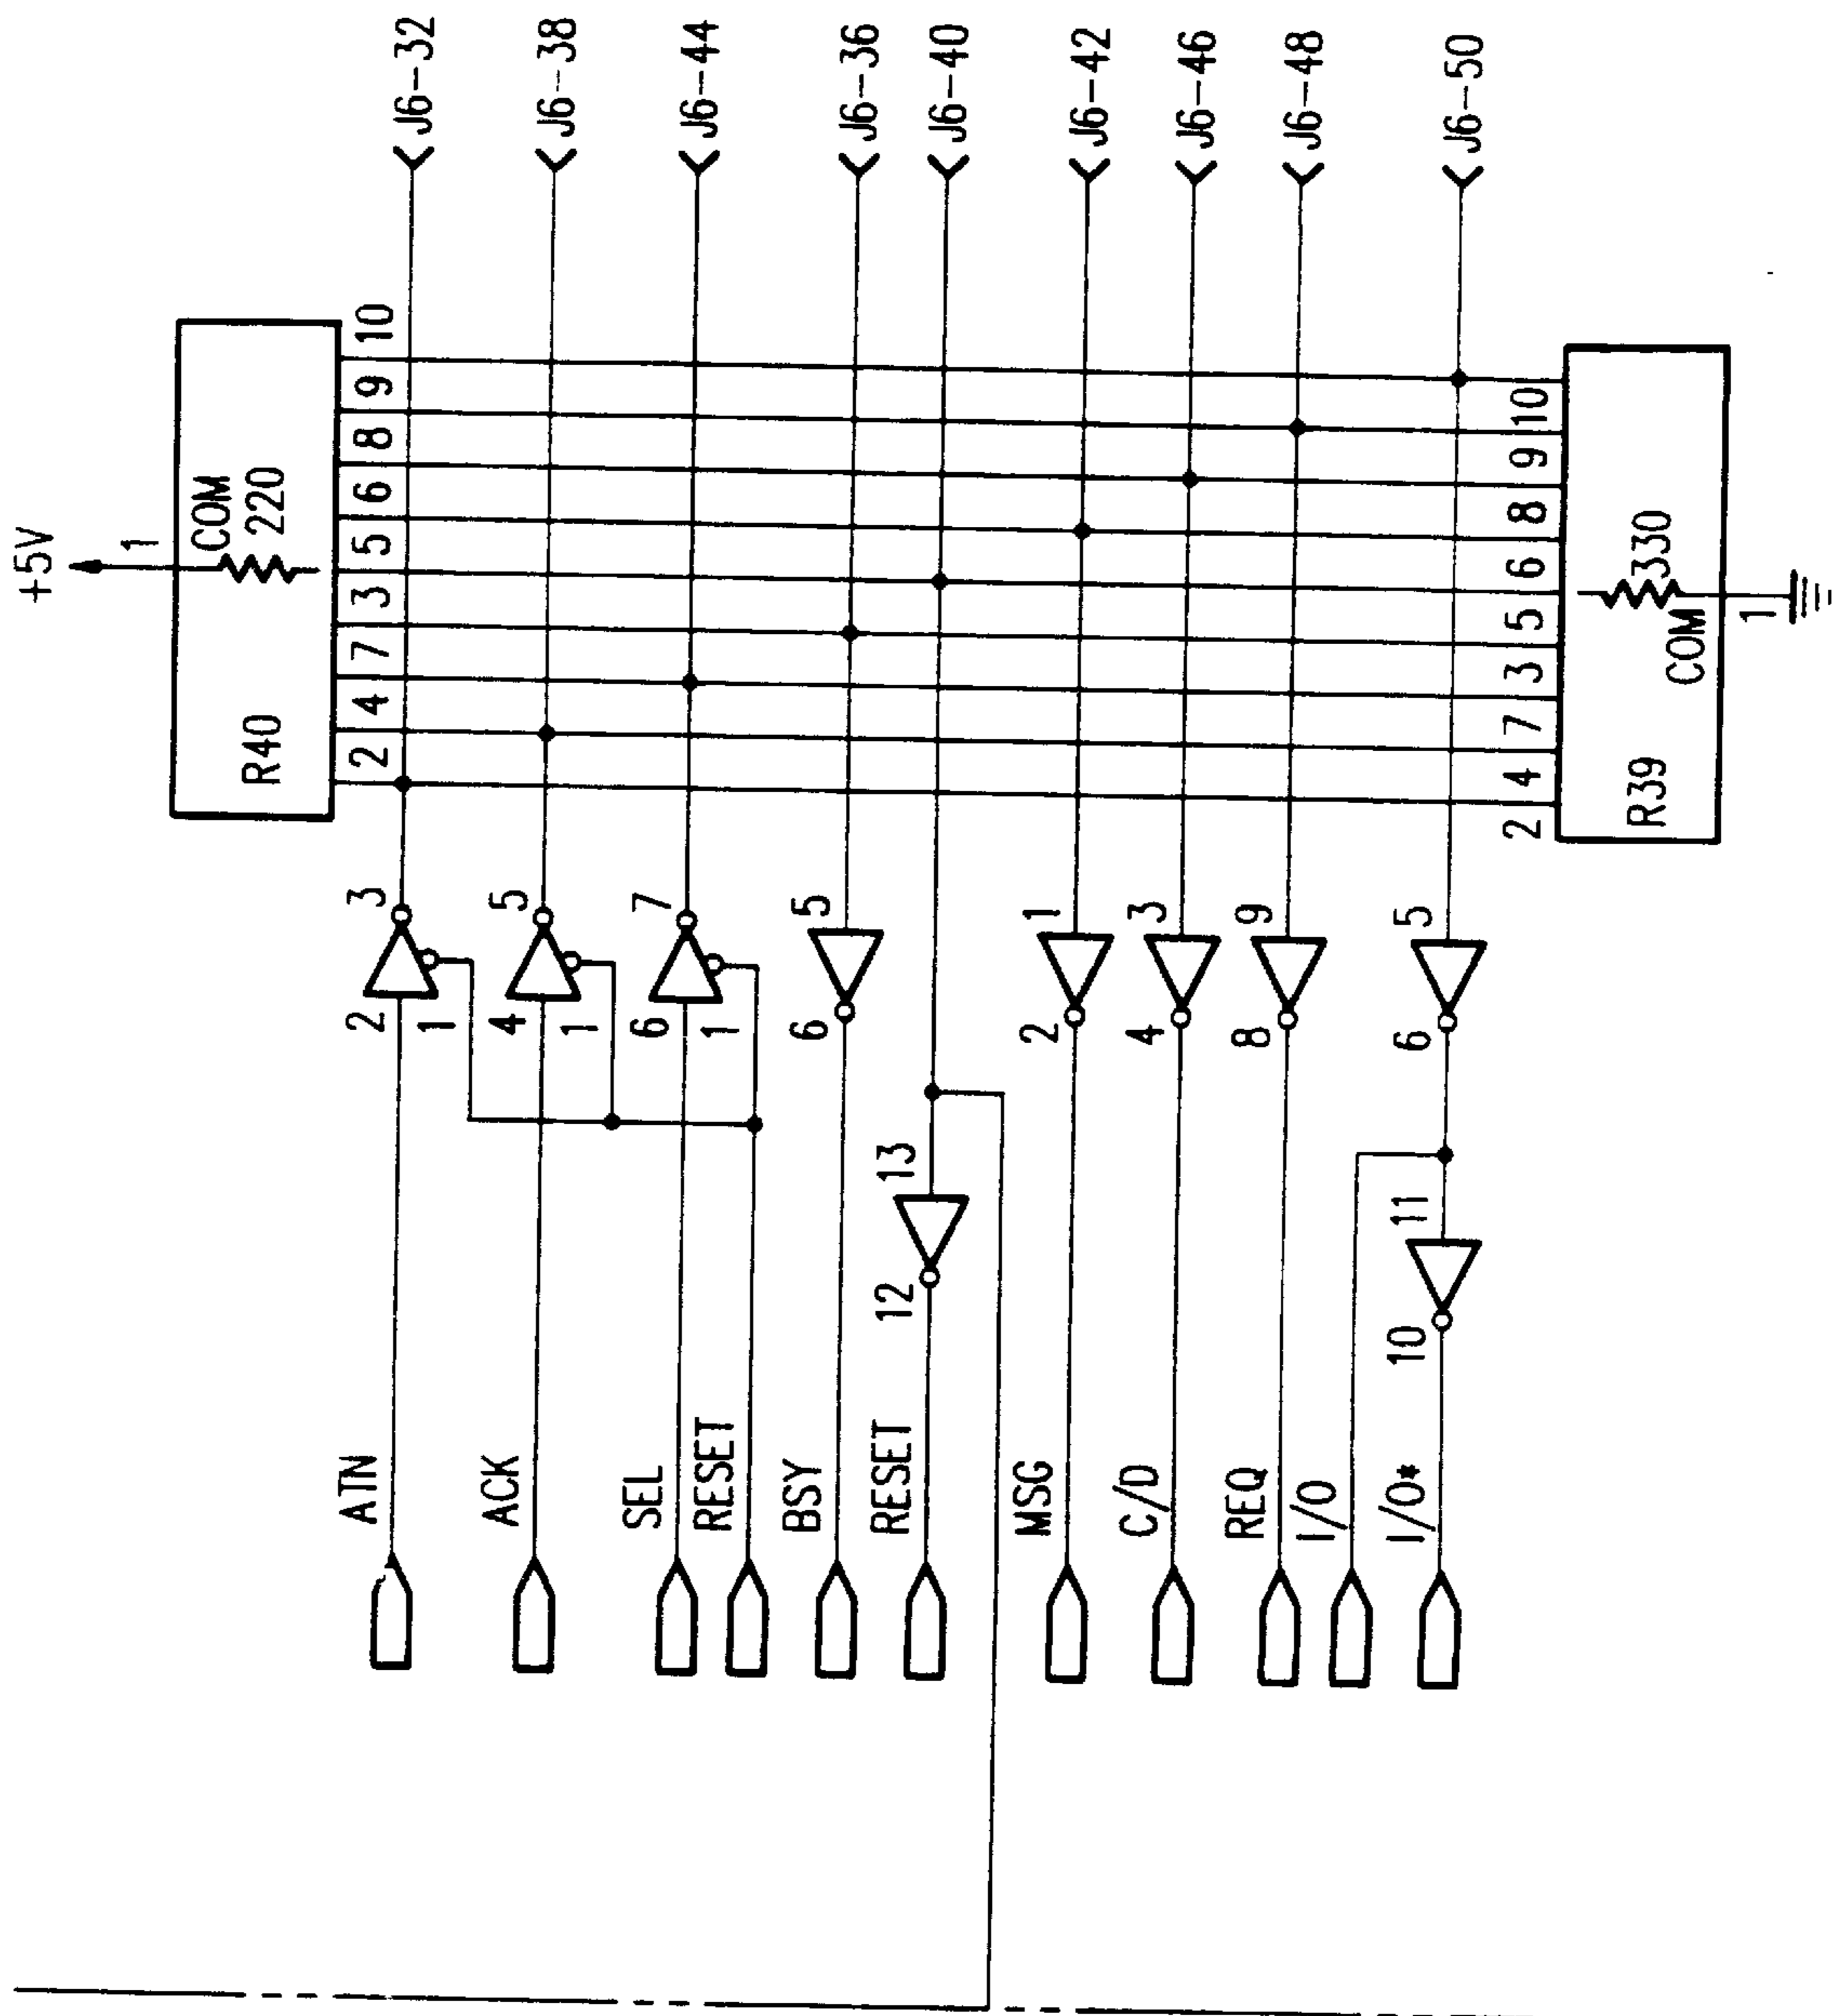 +5V
1
COM
220
R40
2 4 7 3 5 6 8 9 10
J6-32
J6-38
J6-44
J6-36
J6-40
J6-42
J6-46
J6-48
J6-50
ATN 2 1 3
ACK 4 1 5
SEL 6 1 7
RESET
BSY 6 5
RESET 12 13
MSG 2 1
C/D 4 3
REQ 8 9
I/O
I/O* 10 11 6 5
2 4 7 3 5 6 8 9 10
R39
330
COM
1